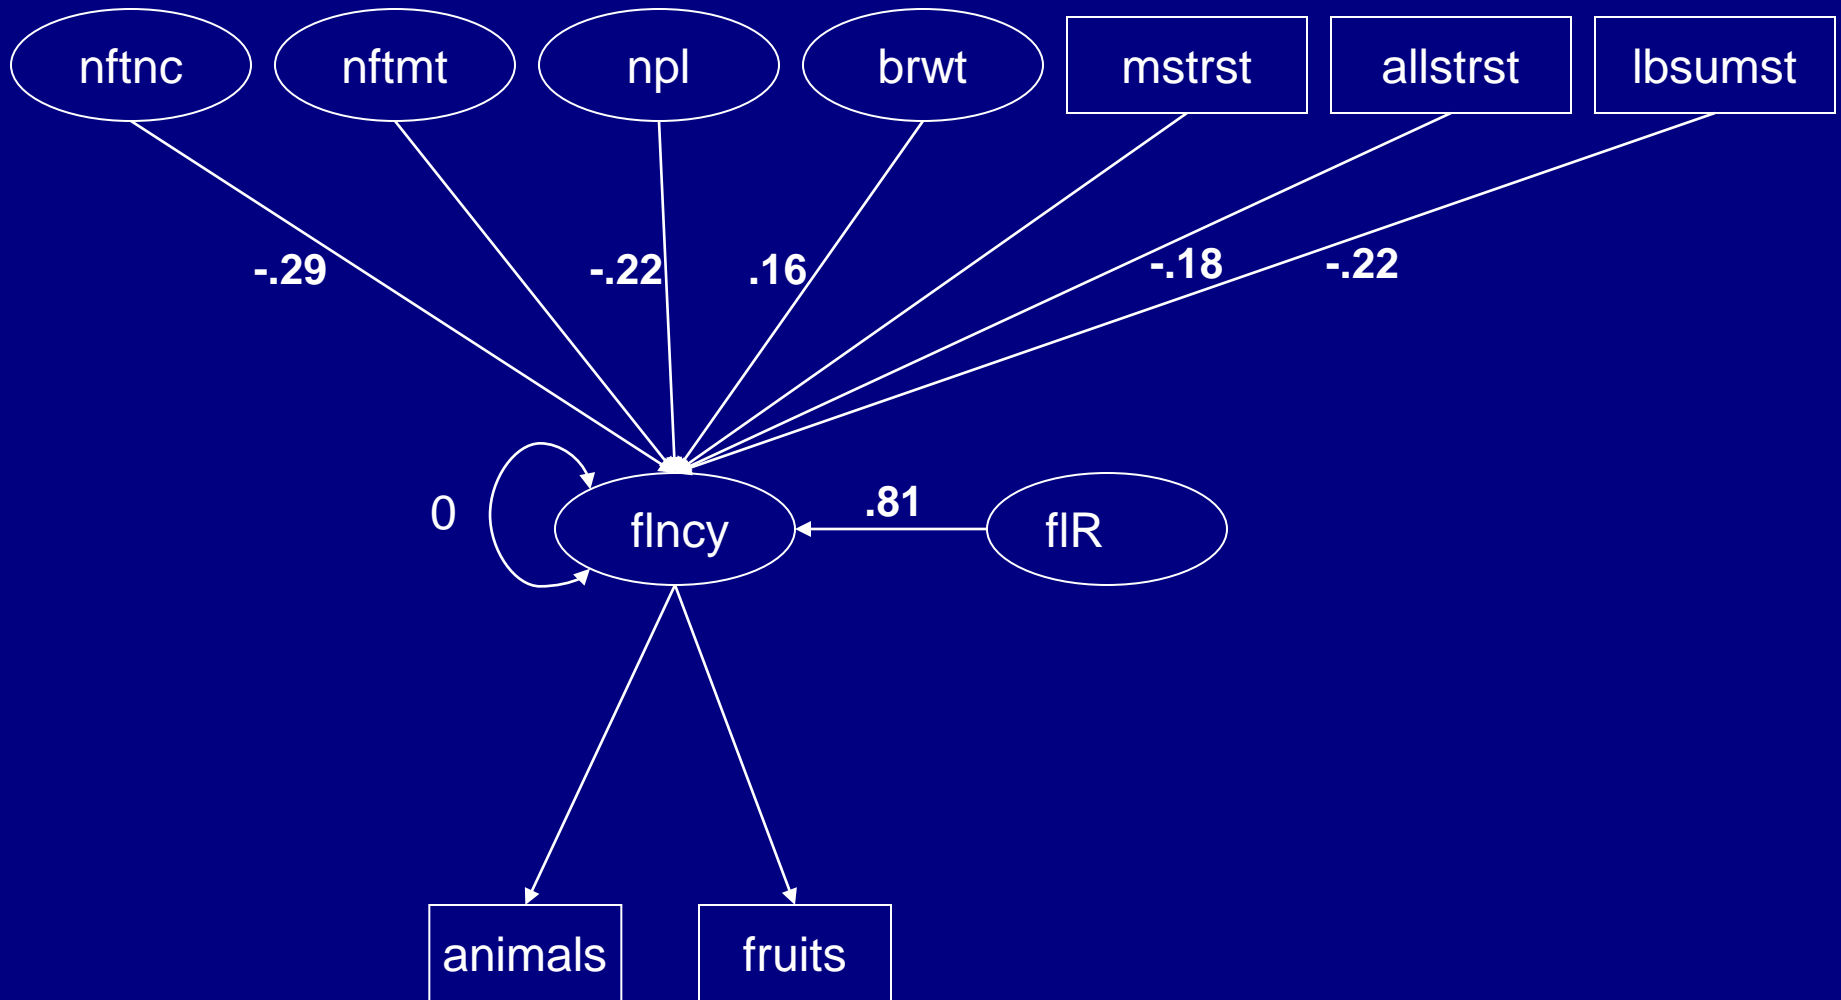 nftnc nftmt npl brwt mstrst allstrst lbsumst
-.29 -.22 .16 -.18 -.22
0 flncy .81 flR
animals fruits